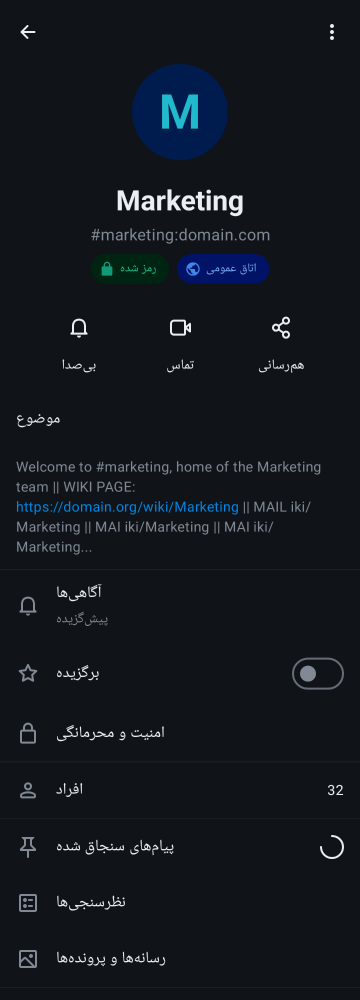 M
Marketing
#marketing:domain.com
رمز شده
اتاق عمومی
بی‌صدا
تماس
هم‌رسانی
موضوع
Welcome to #marketing, home of the Marketing
team || WIKI PAGE:
https://domain.org/wiki/Marketing || MAIL iki/
Marketing || MAI iki/Marketing || MAI iki/
Marketing...
آگاهی‌ها
پیش‌گزیده
برگزیده
امنیت و محرمانگی
افراد
32
پیام‌های سنجاق شده
نظرسنجی‌ها
رسانه‌ها و پرونده‌ها